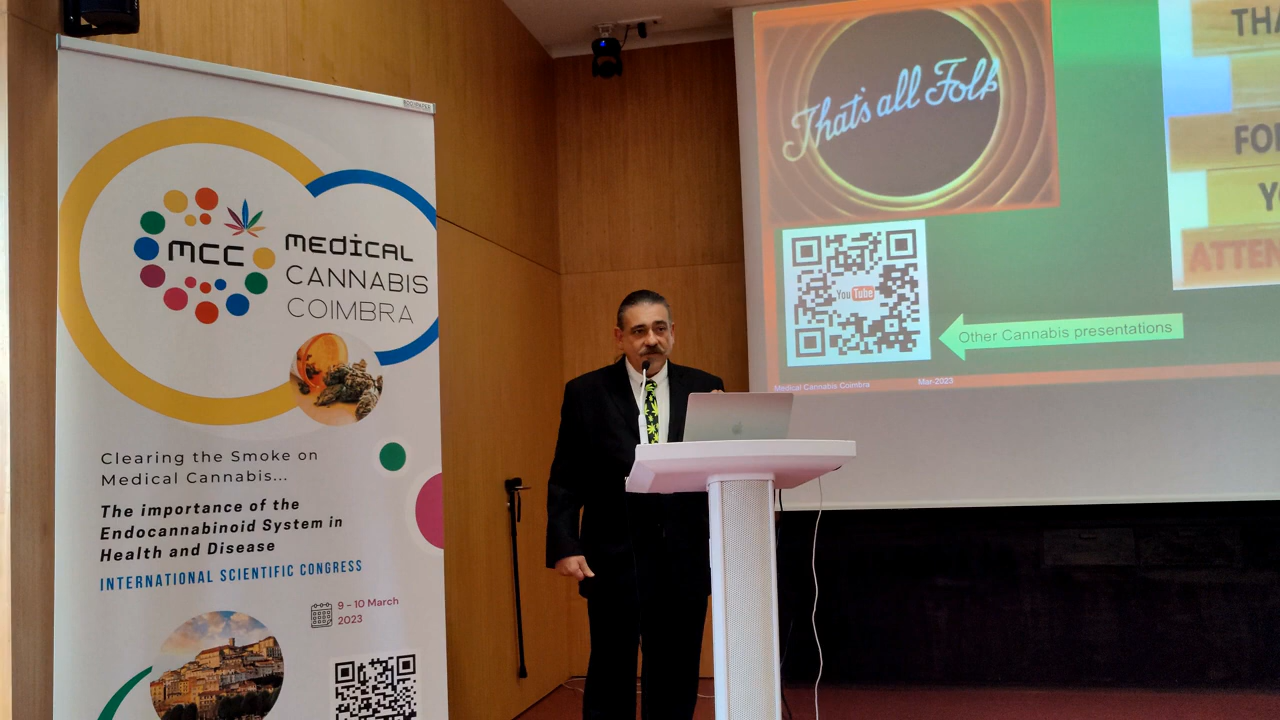 MCC
MEDICAL
CANNABIS
COIMBRA
Clearing the Smoke on
Medical Cannabis...
The importance of the
Endocannabinoid System in
Health and Disease
INTERNATIONAL SCIENTIFIC CONGRESS
9 - 10 March
2023
That's all Folk
YouTube
Other Cannabis presentations
Medical Cannabis Coimbra
Mar-2023
THA
FO
YO
ATTEN